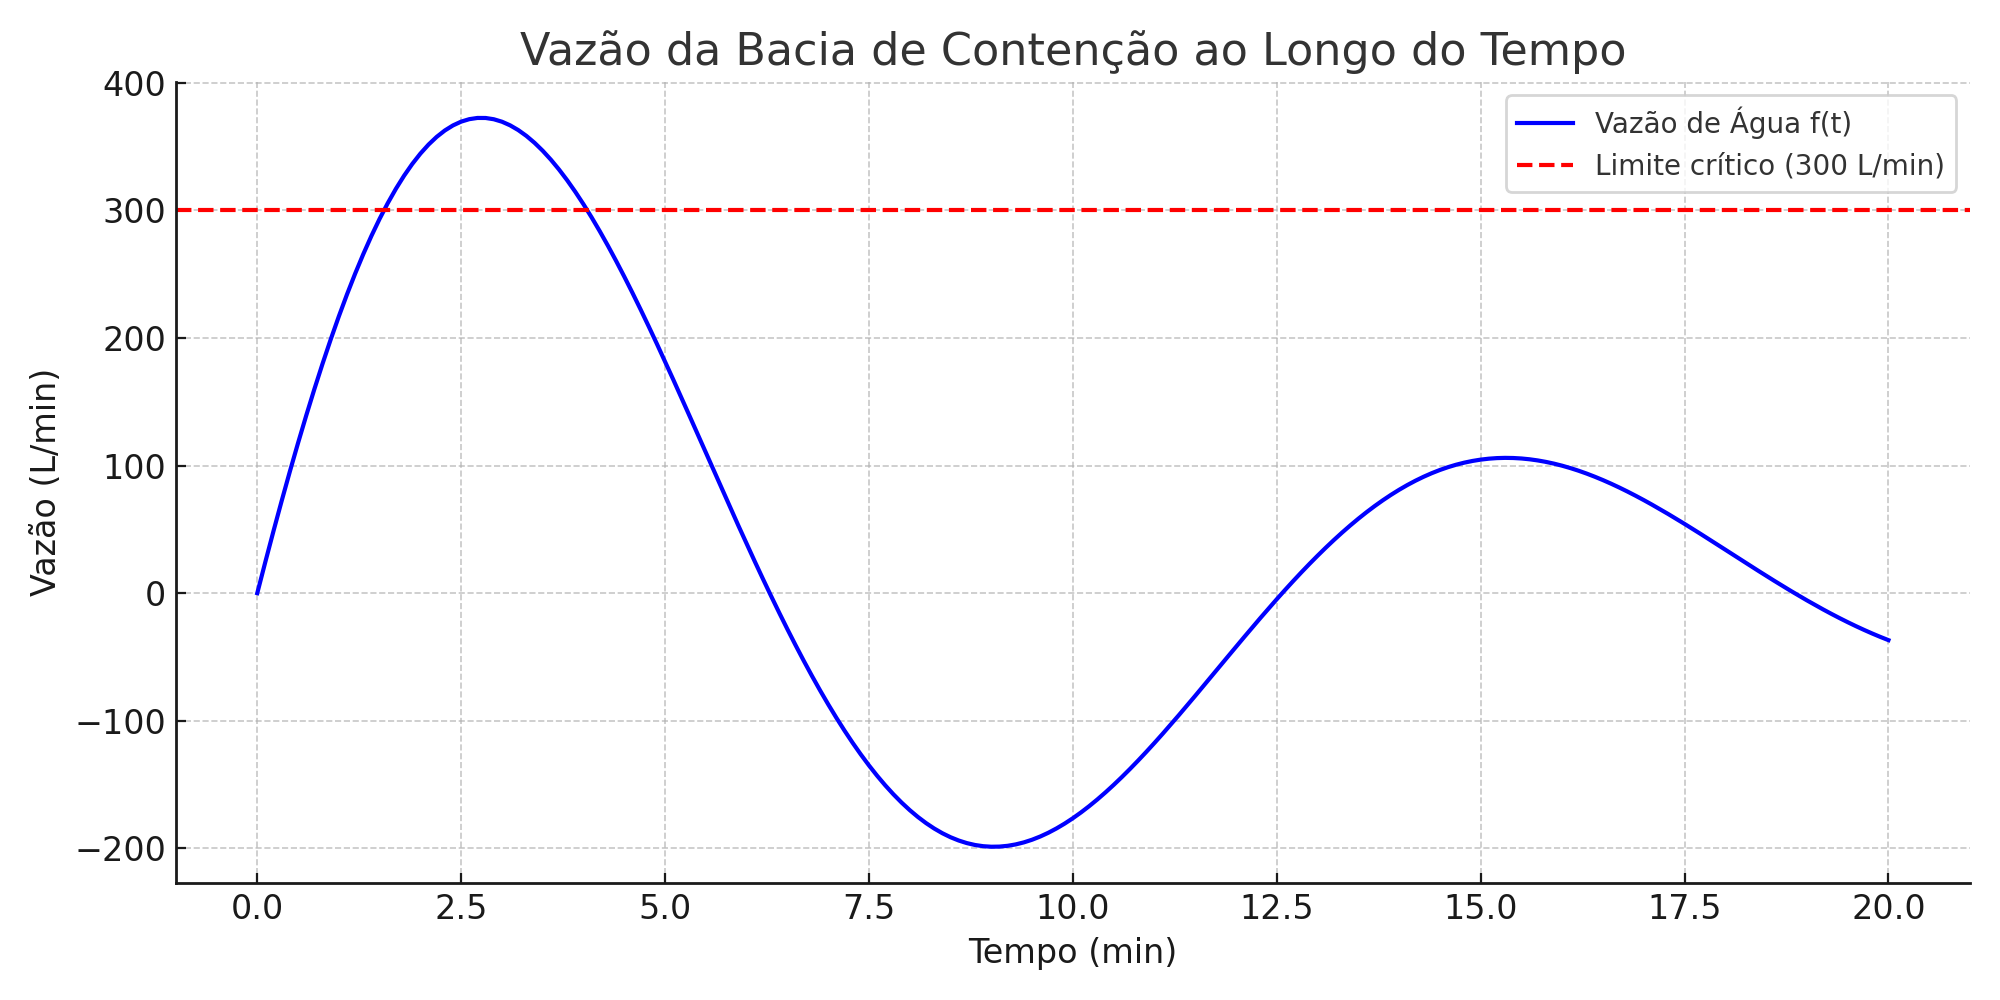 Vazão da Bacia de Contenção ao Longo do Tempo
Vazão de Água f(t)
Limite crítico (300 L/min)
Vazão (L/min)
400
300
200
100
0
−100
−200
0.0 2.5 5.0 7.5 10.0 12.5 15.0 17.5 20.0
Tempo (min)